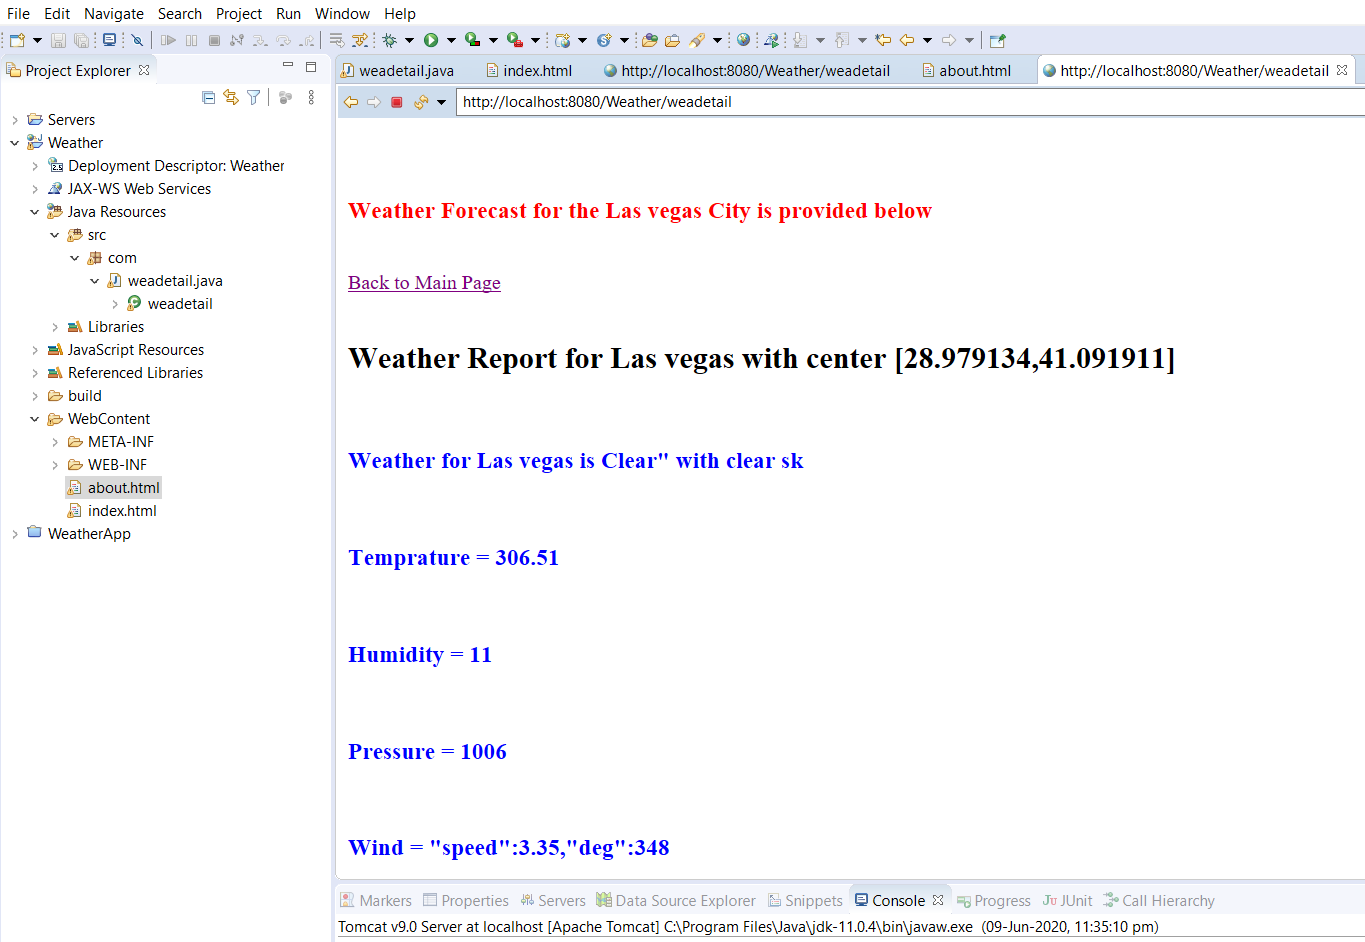 File Edit Navigate Search Project Run Window Help
Project Explorer
Servers
Weather
Deployment Descriptor: Weather
JAX-WS Web Services
Java Resources
src
com
weadetail.java
weadetail
Libraries
JavaScript Resources
Referenced Libraries
build
WebContent
META-INF
WEB-INF
about.html
index.html
WeatherApp
weadetail.java index.html http://localhost:8080/Weather/weadetail about.html http://localhost:8080/Weather/weadetail
http://localhost:8080/Weather/weadetail
Weather Forecast for the Las vegas City is provided below
Back to Main Page
Weather Report for Las vegas with center [28.979134,41.091911]
Weather for Las vegas is Clear" with clear sk
Temprature = 306.51
Humidity = 11
Pressure = 1006
Wind = "speed":3.35,"deg":348
Markers Properties Servers Data Source Explorer Snippets Console Progress JUnit Call Hierarchy
Tomcat v9.0 Server at localhost [Apache Tomcat] C:\Program Files\Java\jdk-11.0.4\bin\javaw.exe (09-Jun-2020, 11:35:10 pm)